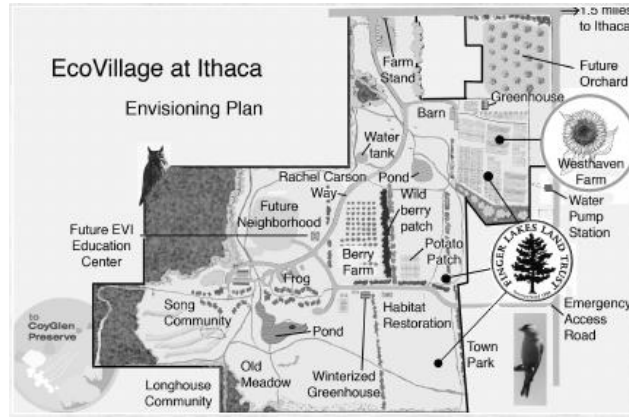 EcoVillage at Ithaca
Envisioning Plan
1.5 miles
to Ithaca
Farm
Stand
Future
Orchard
Greenhouse
Barn
Westhaven
Farm
Water
tank
Rachel Carson
Way
Pond
Wild
berry
patch
Water
Pump
Station
Future
Neighborhood
Future EVI
Education
Center
Berry
Farm
Potato
Patch
FINGER LAKES LAND TRUST
Frog
Song
Community
Habitat
Restoration
Emergency
Access
Road
to
CoyGlen
Preserve
Pond
Town
Park
Old
Meadow
Winterized
Greenhouse
Longhouse
Community